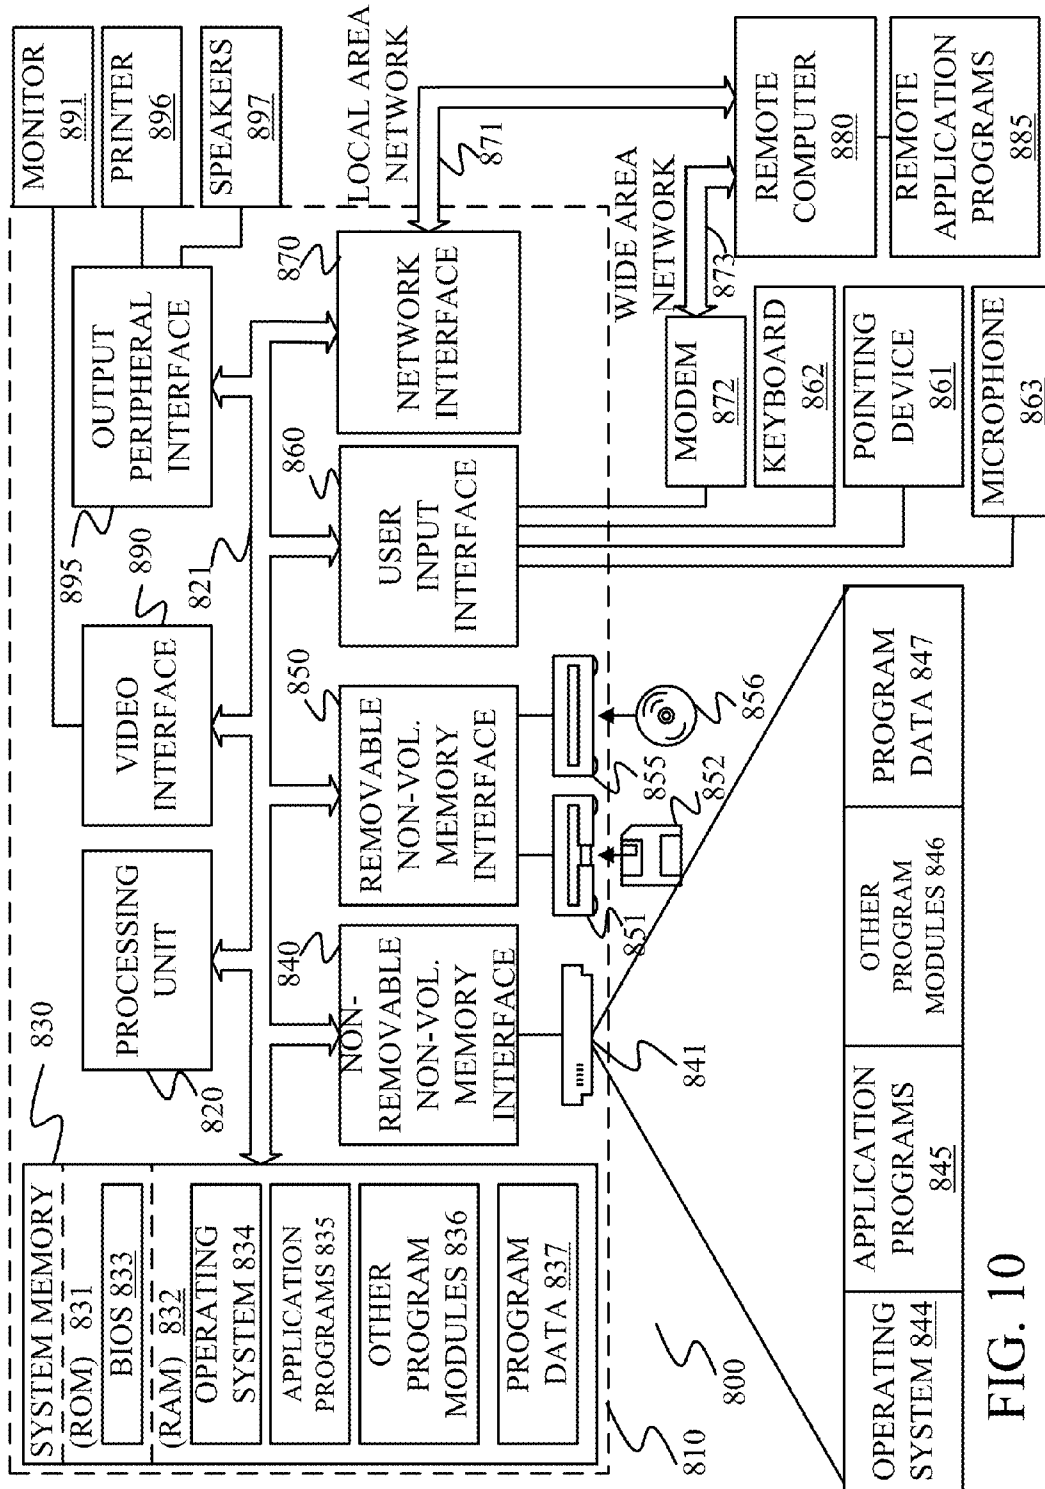 SYSTEM MEMORY
(ROM) 831
BIOS 833
(RAM) 832
OPERATING
SYSTEM 834
APPLICATION
PROGRAMS 835
OTHER
PROGRAM
MODULES 836
PROGRAM
DATA 837
830
PROCESSING
UNIT
820
VIDEO
INTERFACE
890
821
OUTPUT
PERIPHERAL
INTERFACE
895
MONITOR
891
PRINTER
896
SPEAKERS
897
NON-
REMOVABLE
NON-VOL.
MEMORY
INTERFACE
840
REMOVABLE
NON-VOL.
MEMORY
INTERFACE
850
USER
INPUT
INTERFACE
860
NETWORK
INTERFACE
870
LOCAL AREA
NETWORK
871
WIDE AREA
NETWORK
873
841
851
852
855
856
MODEM
872
KEYBOARD
862
POINTING
DEVICE
861
MICROPHONE
863
REMOTE
COMPUTER
880
REMOTE
APPLICATION
PROGRAMS
885
810
800
OPERATING
SYSTEM 844
APPLICATION
PROGRAMS
845
OTHER
PROGRAM
MODULES 846
PROGRAM
DATA 847
FIG. 10